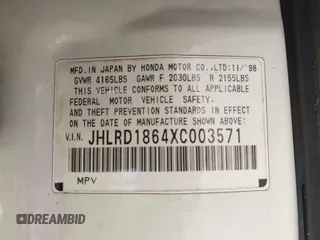 MFD.IN JAPAN BY HONDA MOTOR CO.,LTD:11/'98
GVWR 4165LBS GAWR F 2030LBS R 2155LBS
THIS VEHICLE CONFORMS TO ALL APPLICABLE
FEDERAL MOTOR VEHICLE SAFETY,
AND THEFT PREVENTION STANDARDS IN EFFECT
ON THE DATE OF MANUFACTURE SHOWN ABOVE.
V.I.N. JHLRD1864XC003571
MPV
DREAMBID